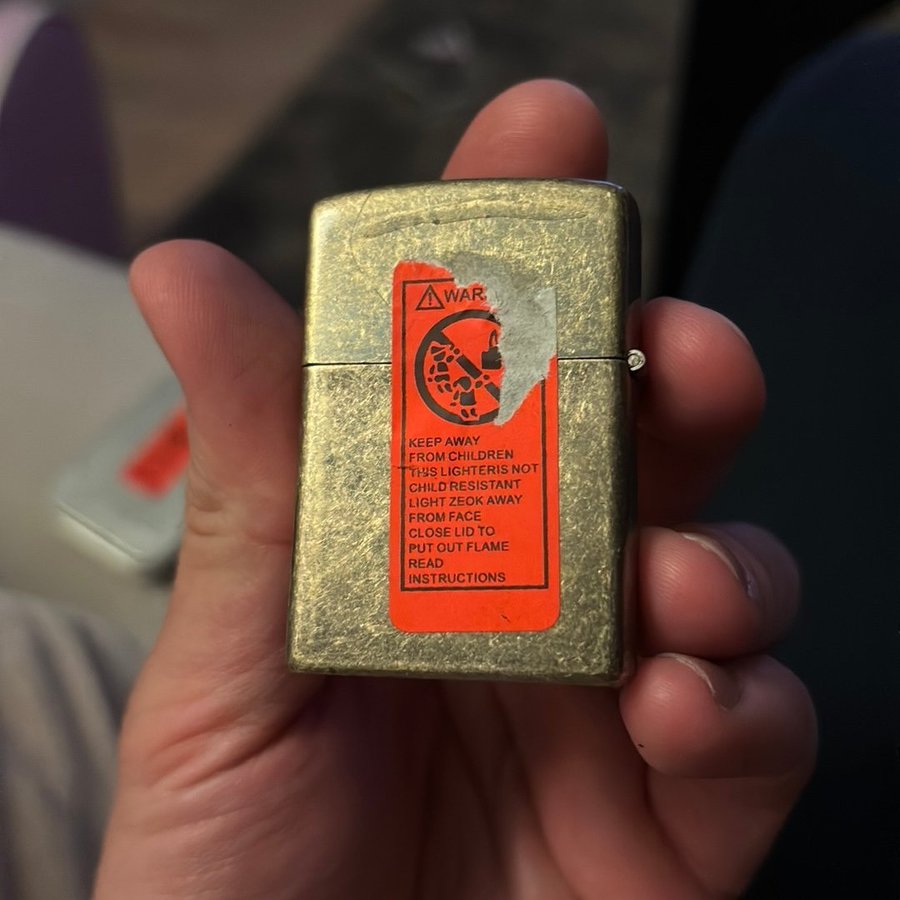 WAR
KEEP AWAY
FROM CHILDREN
THIS LIGHTERIS NOT
CHILD RESISTANT
LIGHT ZEOK AWAY
FROM FACE
CLOSE LID TO
PUT OUT FLAME
READ
INSTRUCTIONS